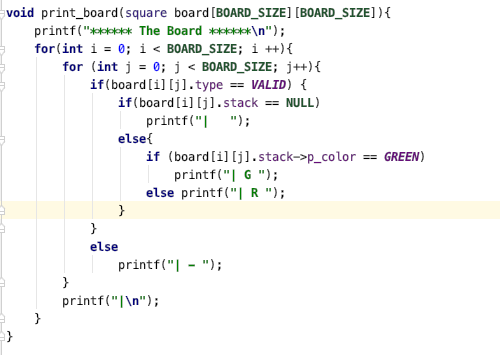 void print_board(square board[BOARD_SIZE][BOARD_SIZE]){
    printf("****** The Board ******\n");
    for(int i = 0; i < BOARD_SIZE; i ++){
        for (int j = 0; j < BOARD_SIZE; j++){
            if(board[i][j].type == VALID) {
                if(board[i][j].stack == NULL)
                    printf("|   ");
                else{
                    if (board[i][j].stack->p_color == GREEN)
                        printf("| G ");
                    else printf("| R ");
                }
            }
            else
                printf("| - ");
        }
        printf("|\n");
    }
}